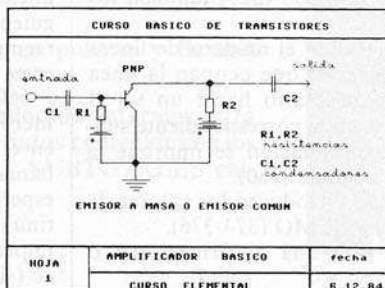 CURSO BASICO DE TRANSISTORES
entrada
PNP
salida
C1
R1
R2
C2
R1,R2
resistencias
C1,C2
condensadores
EMISOR A MASA O EMISOR COMUN
HOJA
1
AMPLIFICADOR BASICO
fecha
CURSO ELEMENTAL
6.12.84